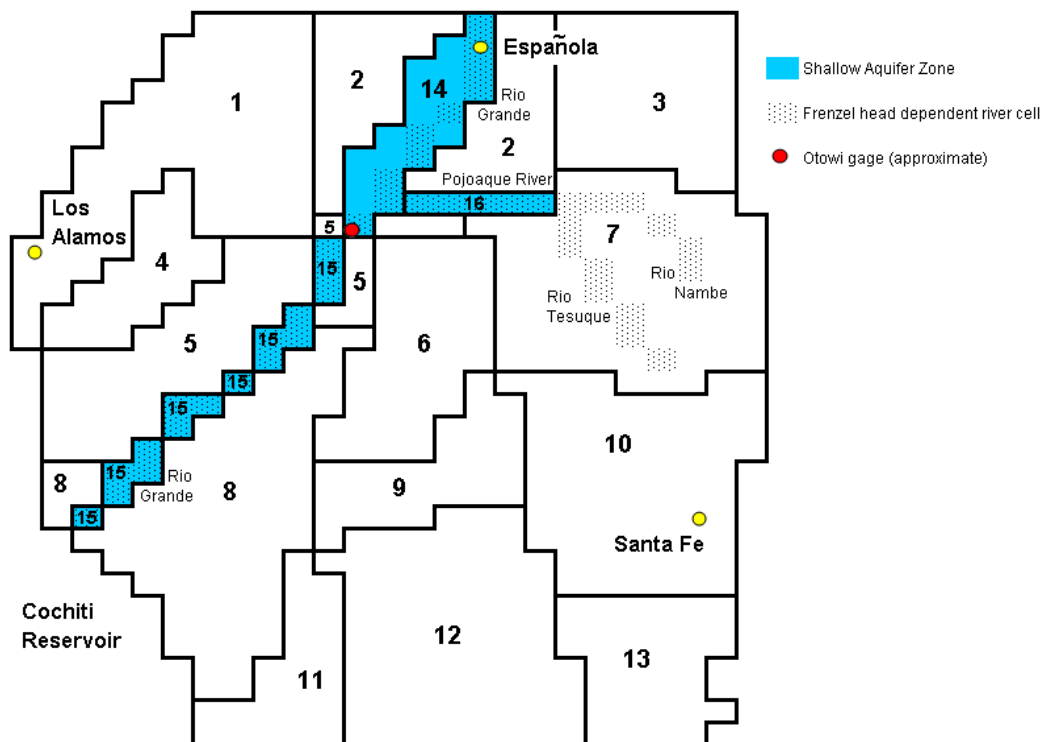 Española
Shallow Aquifer Zone
2
14
1
3
Rio
Grande
Frenzel head dependent river cell
2
Otowi gage (approximate)
Pojoaque River
16
Los
Alamos
5
7
4
15
5
Rio
Nambe
Rio
Tesuque
5
15
6
15
15
10
15
Rio
Grande
8
8
9
15
Santa Fe
Cochiti
Reservoir
12
13
11